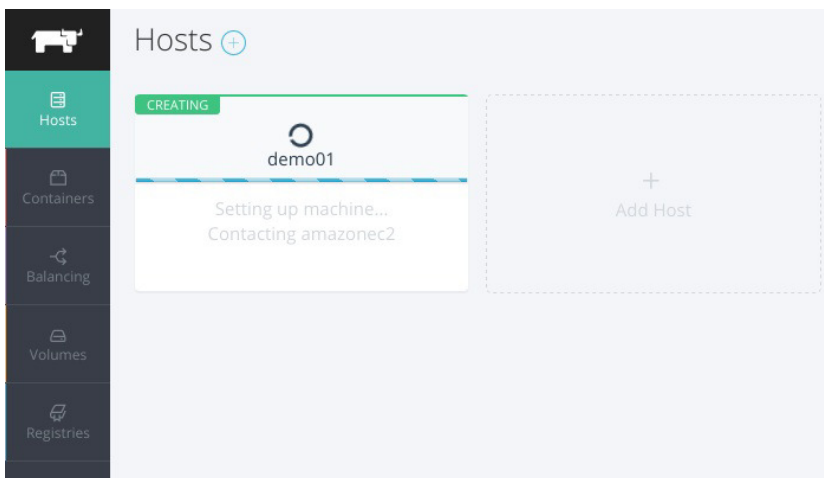 Hosts
Hosts
CREATING
demo01
Setting up machine...
Contacting amazonec2
Add Host
Containers
Balancing
Volumes
Registries